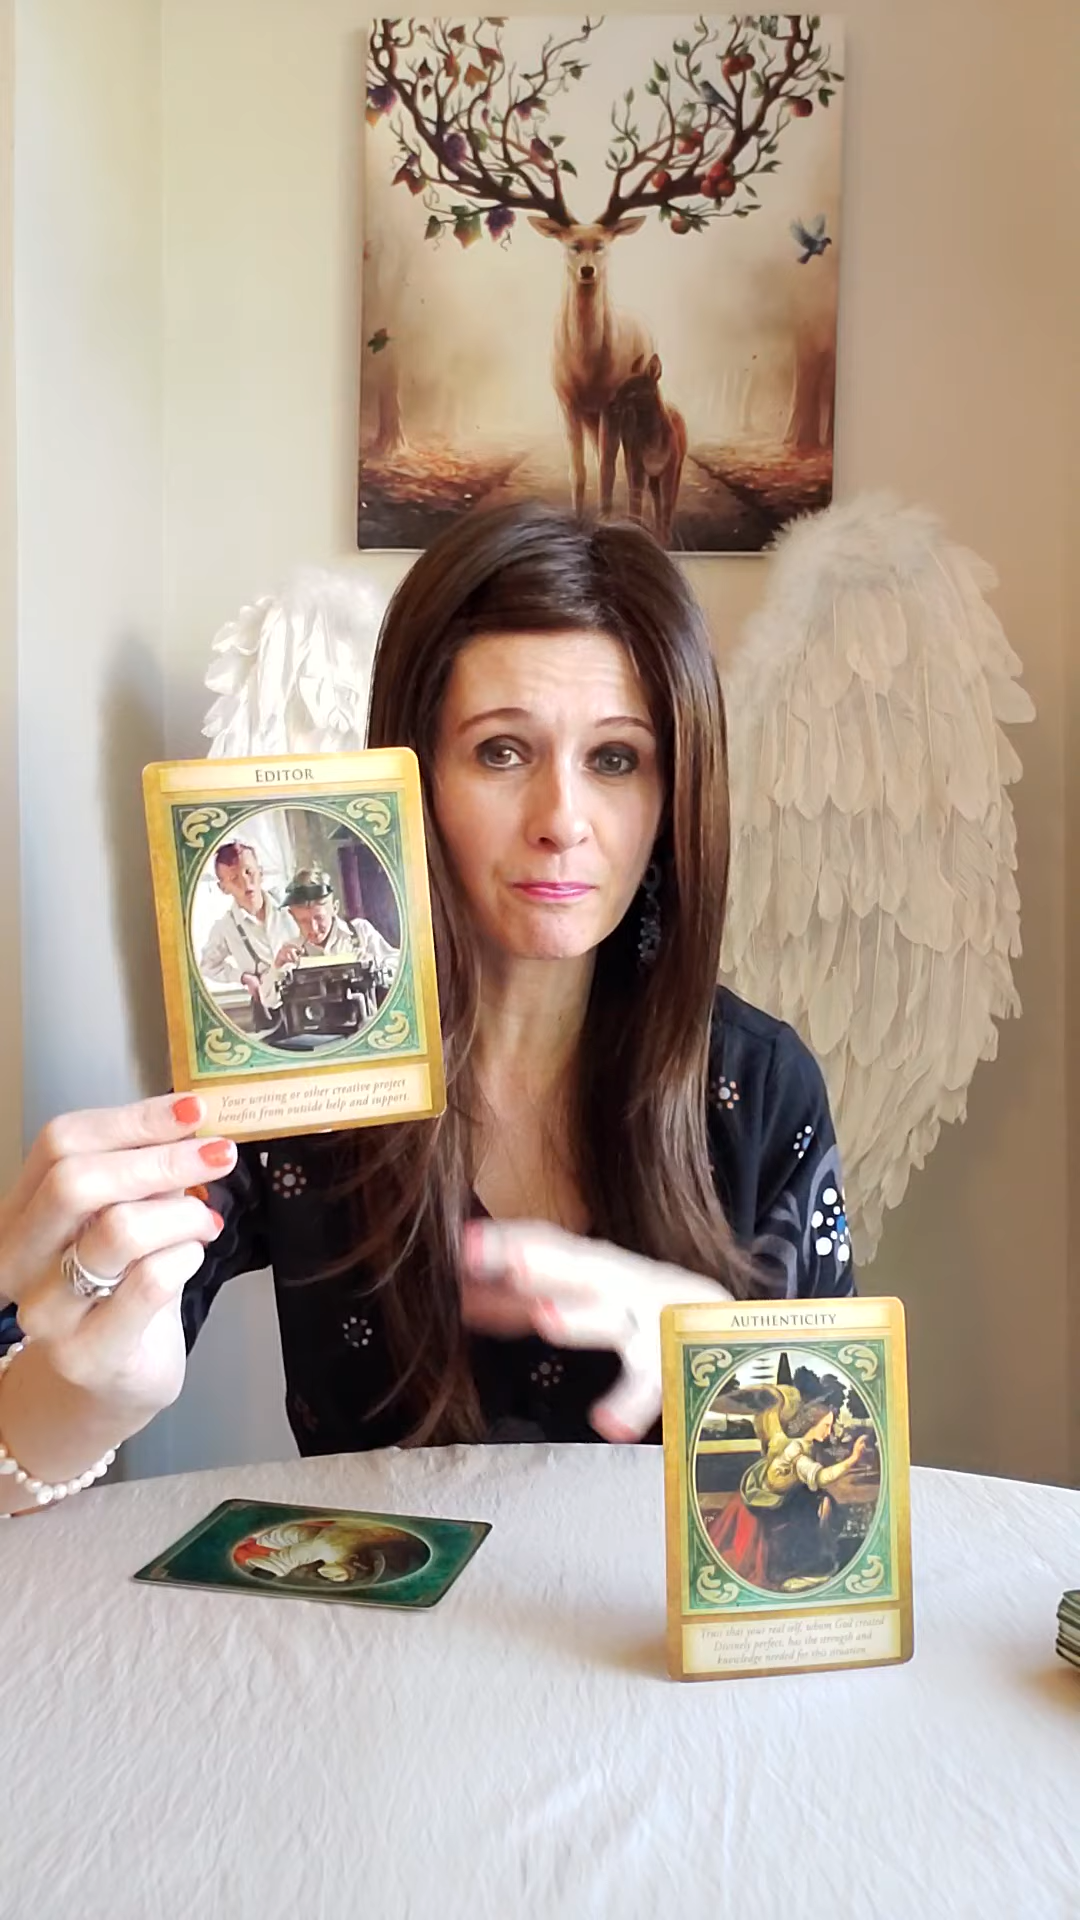 EDITOR
Your writing or other creative project
benefits from outside help and support.
AUTHENTICITY
Trust that your real self, whom God created
Divinely perfect, has the strength and
knowledge needed for this situation.